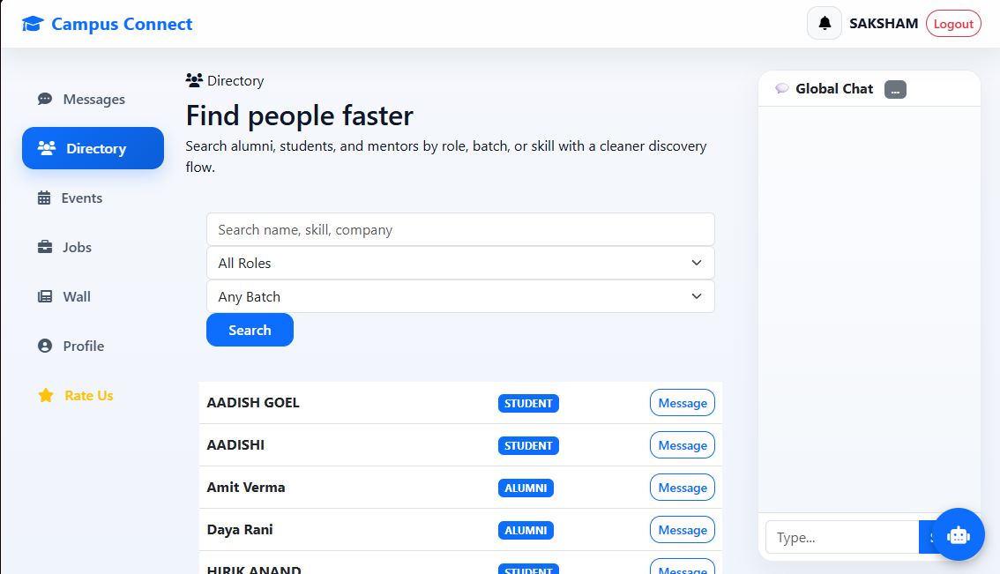 Campus Connect
SAKSHAM
Logout
Messages
Directory
Events
Jobs
Wall
Profile
Rate Us
Directory
Find people faster
Search alumni, students, and mentors by role, batch, or skill with a cleaner discovery
flow.
Search name, skill, company
All Roles
Any Batch
Search
AADISH GOEL STUDENT Message
AADISHI STUDENT Message
Amit Verma ALUMNI Message
Daya Rani ALUMNI Message
HIRIK ANAND STUDENT Message
Global Chat ...
Type...